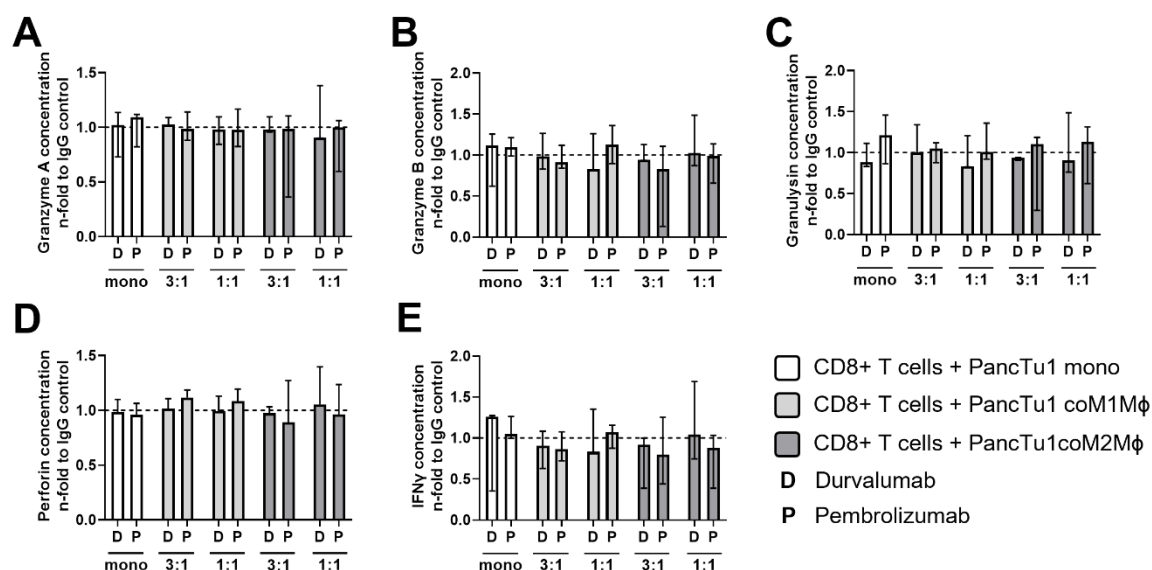 A
Granzyme A concentration
n-fold to IgG control
1.5
1.0
0.5
0.0
D P D P D P D P D P
mono 3:1 1:1 3:1 1:1
B
Granzyme B concentration
n-fold to IgG control
2.0
1.5
1.0
0.5
0.0
D P D P D P D P D P
mono 3:1 1:1 3:1 1:1
C
Granulysin concentration
n-fold to IgG control
2.0
1.5
1.0
0.5
0.0
D P D P D P D P D P
mono 3:1 1:1 3:1 1:1
D
Perforin concentration
n-fold to IgG control
1.5
1.0
0.5
0.0
D P D P D P D P D P
mono 3:1 1:1 3:1 1:1
E
IFNγ concentration
n-fold to IgG control
2.0
1.5
1.0
0.5
0.0
D P D P D P D P D P
mono 3:1 1:1 3:1 1:1
CD8+ T cells + PancTu1 mono
CD8+ T cells + PancTu1 coM1Mϕ
CD8+ T cells + PancTu1coM2Mϕ
D Durvalumab
P Pembrolizumab